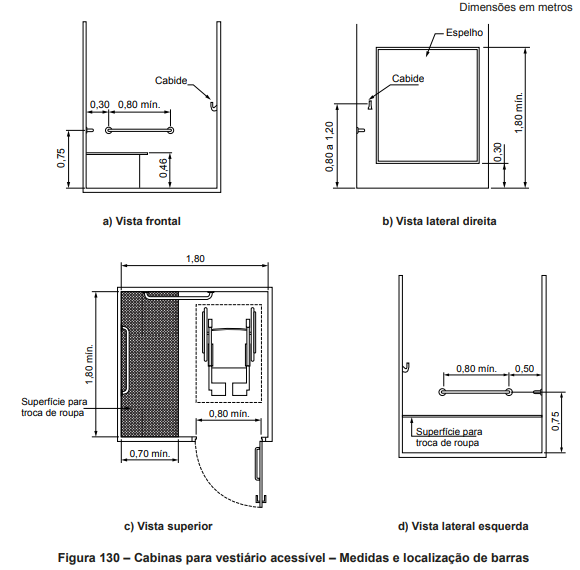 Dimensões em metros
Cabide
0,30
0,80 mín.
0,75
0,46
a) Vista frontal
Espelho
Cabide
0,80 a 1,20
1,80 mín.
0,30
b) Vista lateral direita
1,80
1,80 mín.
Superfície para
troca de roupa
0,80 mín.
0,70 mín.
c) Vista superior
0,80 mín.
0,50
0,75
Superfície para
troca de roupa
d) Vista lateral esquerda
Figura 130 – Cabinas para vestiário acessível – Medidas e localização de barras